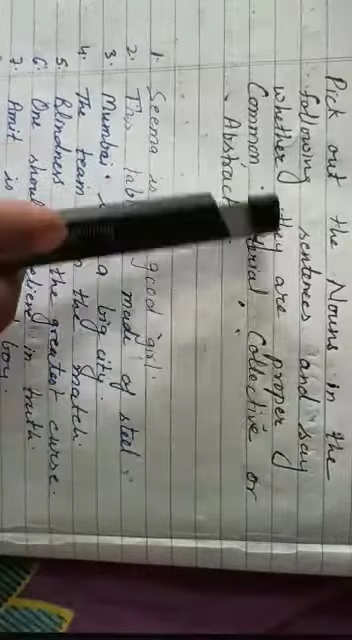 Pick out the Nouns in the
following sentences and say
whether they are proper
Common Collective or
Abstract
1. Seema is good girl.
2. This made of steel
3. Mumbai a big city.
4. The team the match.
5. Blindness the greatest curse.
6. One in truth.
7. Amit is boy.